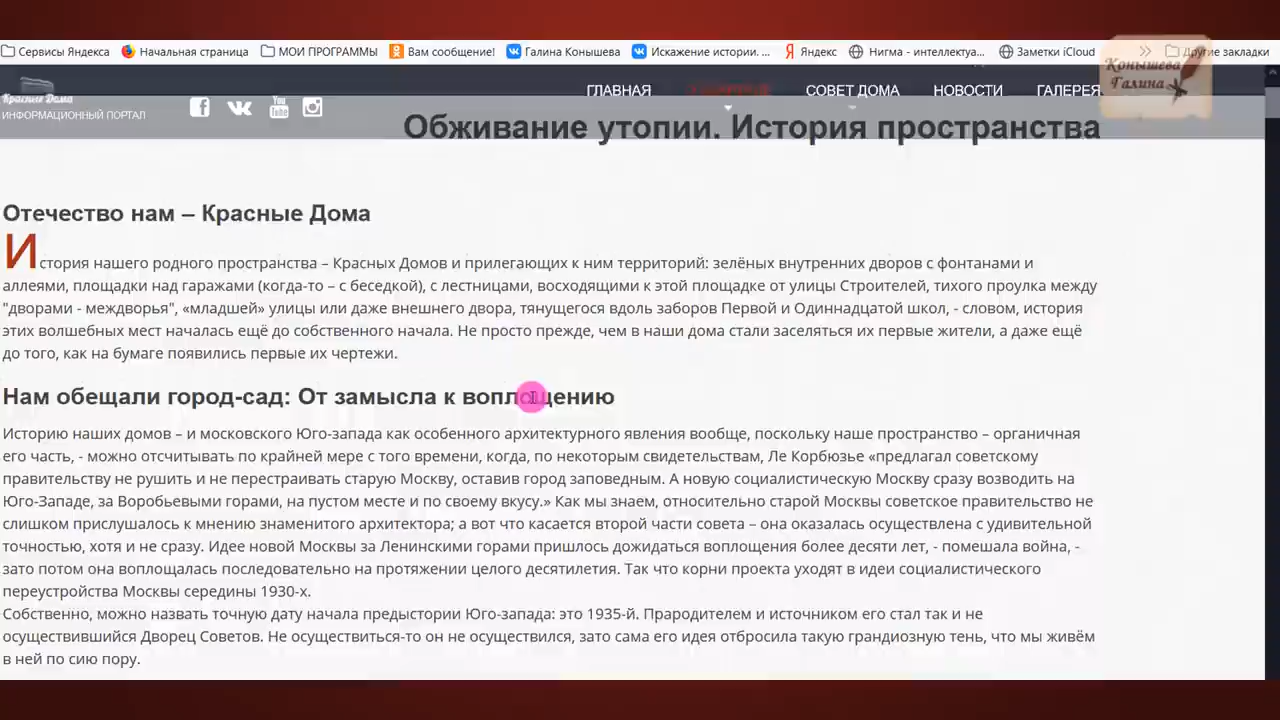 Сервисы Яндекса Начальная страница МОИ ПРОГРАММЫ Вам сообщение! Галина Конышева Искажение истории. ... Яндекс Нигма - интеллектуа... Заметки iCloud Другие закладки
Конышева
Галина
Красные Дома
ИНФОРМАЦИОННЫЙ ПОРТАЛ
You Tube
ГЛАВНАЯ СОВЕТ ДОМА НОВОСТИ ГАЛЕРЕЯ
Обживание утопии. История пространства
Отечество нам – Красные Дома
История нашего родного пространства – Красных Домов и прилегающих к ним территорий: зелёных внутренних дворов с фонтанами и
аллеями, площадки над гаражами (когда-то – с беседкой), с лестницами, восходящими к этой площадке от улицы Строителей, тихого проулка между
"дворами - междворья", «младшей» улицы или даже внешнего двора, тянущегося вдоль заборов Первой и Одиннадцатой школ, - словом, история
этих волшебных мест началась ещё до собственного начала. Не просто прежде, чем в наши дома стали заселяться их первые жители, а даже ещё
до того, как на бумаге появились первые их чертежи.
Нам обещали город-сад: От замысла к воплощению
Историю наших домов – и московского Юго-запада как особенного архитектурного явления вообще, поскольку наше пространство – органичная
его часть, - можно отсчитывать по крайней мере с того времени, когда, по некоторым свидетельствам, Ле Корбюзье «предлагал советскому
правительству не рушить и не перестраивать старую Москву, оставив город заповедным. А новую социалистическую Москву сразу возводить на
Юго-Западе, за Воробьевыми горами, на пустом месте и по своему вкусу.» Как мы знаем, относительно старой Москвы советское правительство не
слишком прислушалось к мнению знаменитого архитектора; а вот что касается второй части совета – она оказалась осуществлена с удивительной
точностью, хотя и не сразу. Идее новой Москвы за Ленинскими горами пришлось дожидаться воплощения более десяти лет, - помешала война, -
зато потом она воплощалась последовательно на протяжении целого десятилетия. Так что корни проекта уходят в идеи социалистического
переустройства Москвы середины 1930-х.
Собственно, можно назвать точную дату начала предыстории Юго-запада: это 1935-й. Прародителем и источником его стал так и не
осуществившийся Дворец Советов. Не осуществиться-то он не осуществился, зато сама его идея отбросила такую грандиозную тень, что мы живём
в ней по сию пору.